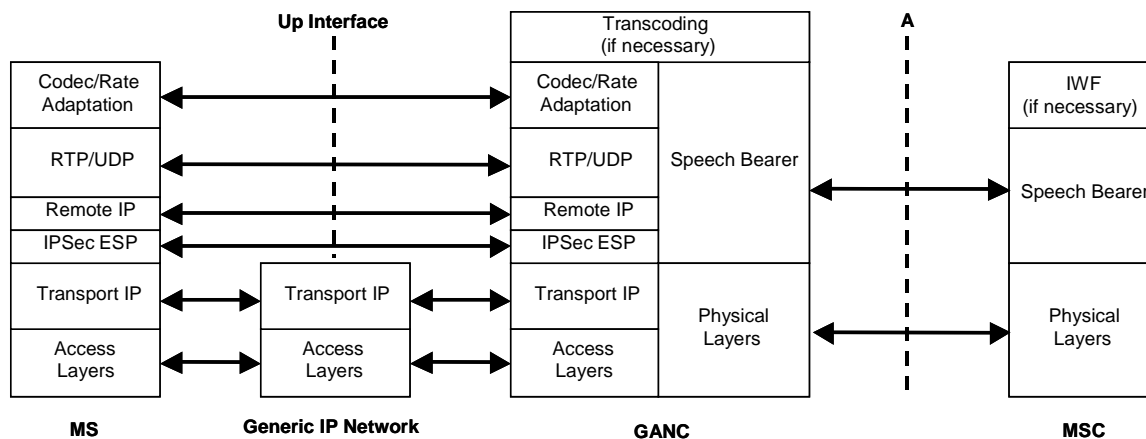 Up Interface
Transcoding
(if necessary)
A
Codec/Rate
Adaptation
Codec/Rate
Adaptation
IWF
(if necessary)
RTP/UDP
RTP/UDP
Speech Bearer
Speech Bearer
Remote IP
Remote IP
IPSec ESP
IPSec ESP
Transport IP
Transport IP
Transport IP
Physical
Layers
Physical
Layers
Access
Layers
Access
Layers
Access
Layers
MS
Generic IP Network
GANC
MSC